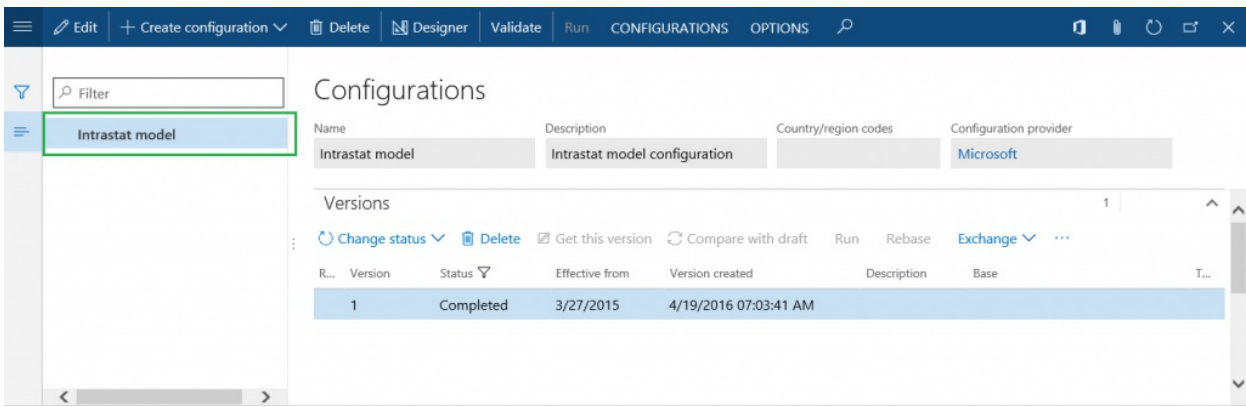 Edit + Create configuration Delete Designer Validate Run CONFIGURATIONS OPTIONS
Filter
Intrastat model
Configurations
Name Description Country/region codes Configuration provider
Intrastat model Intrastat model configuration Microsoft
Versions 1
Change status Delete Get this version Compare with draft Run Rebase Exchange ...
R... Version Status Effective from Version created Description Base T...
1 Completed 3/27/2015 4/19/2016 07:03:41 AM